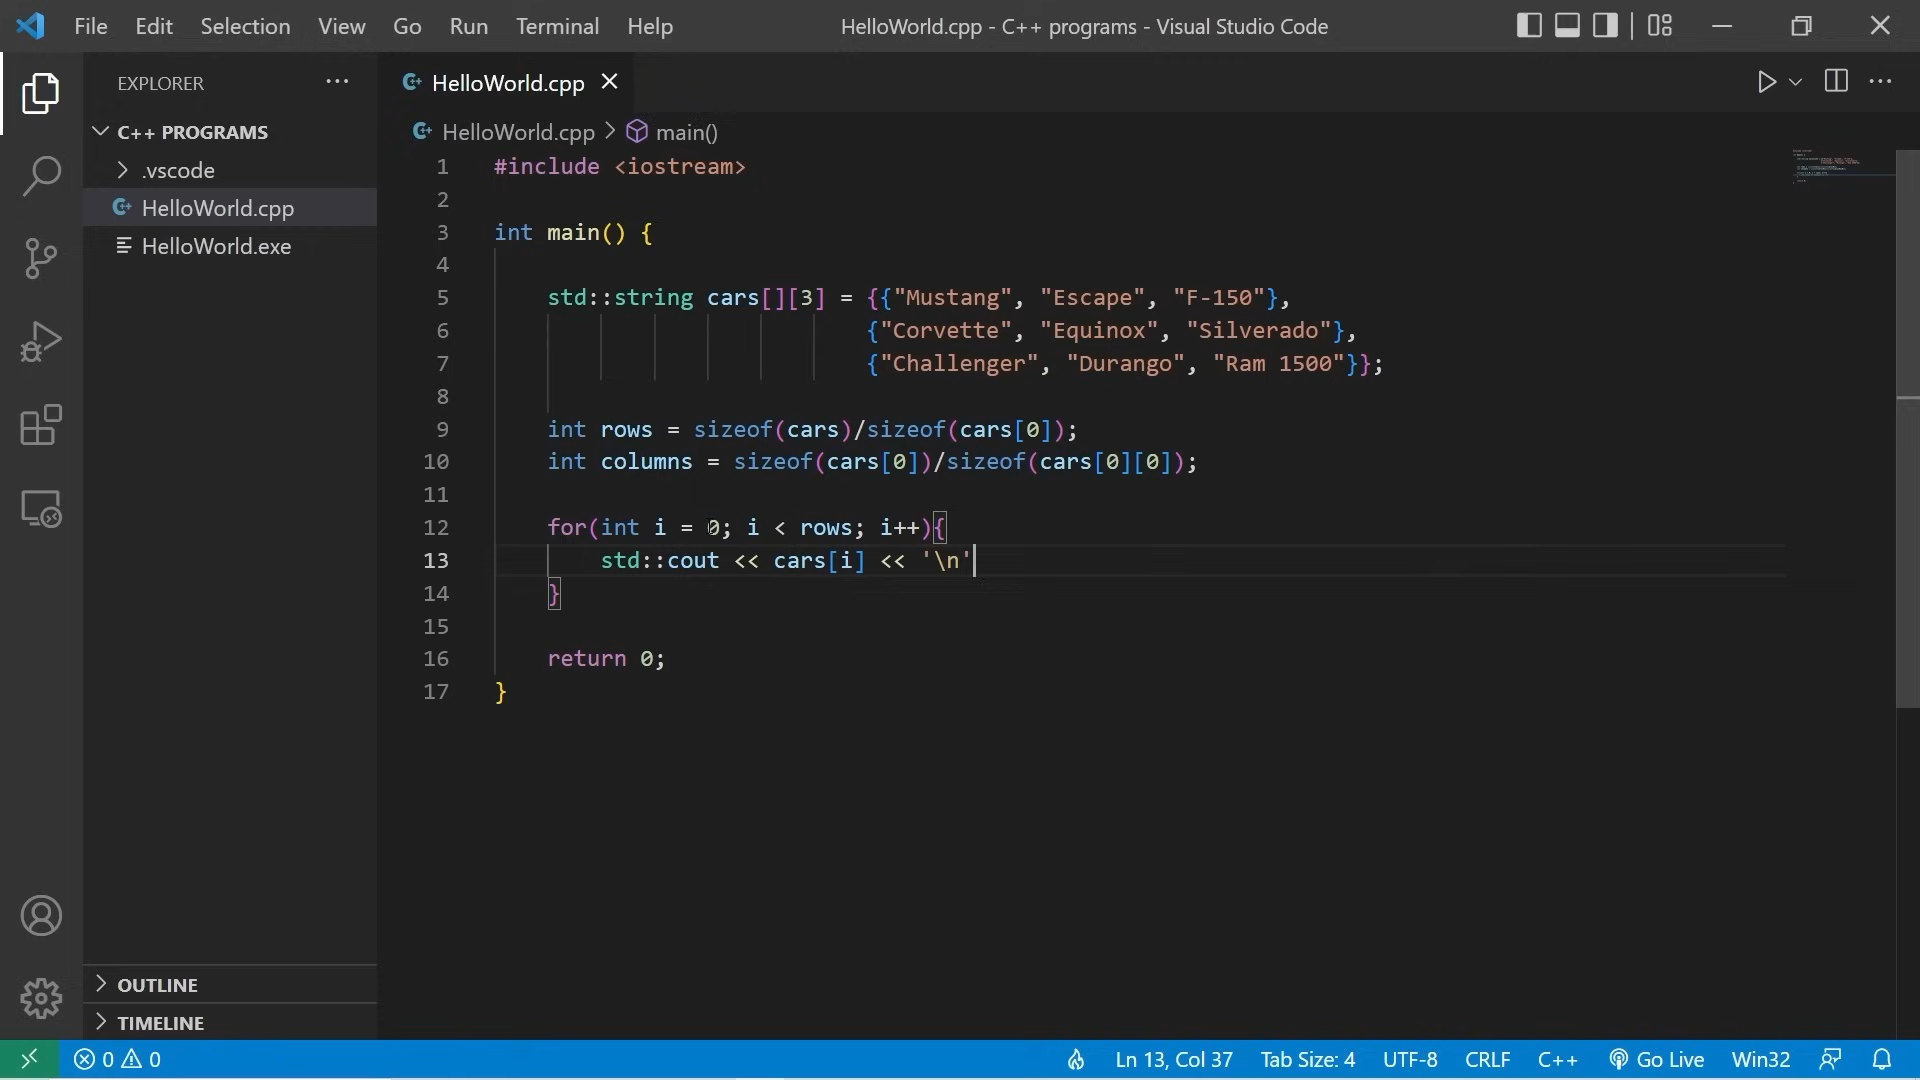 File Edit Selection View Go Run Terminal Help HelloWorld.cpp - C++ programs - Visual Studio Code
EXPLORER
C++ PROGRAMS
.vscode
HelloWorld.cpp
HelloWorld.exe
OUTLINE
TIMELINE
HelloWorld.cpp
HelloWorld.cpp > main()
1 #include <iostream>
2
3 int main() {
4
5 std::string cars[][3] = {{"Mustang", "Escape", "F-150"},
6 {"Corvette", "Equinox", "Silverado"},
7 {"Challenger", "Durango", "Ram 1500"}};
8
9 int rows = sizeof(cars)/sizeof(cars[0]);
10 int columns = sizeof(cars[0])/sizeof(cars[0][0]);
11
12 for(int i = 0; i < rows; i++){
13 std::cout << cars[i] << '\n'
14 }
15
16 return 0;
17 }
0 0 Ln 13, Col 37 Tab Size: 4 UTF-8 CRLF C++ Go Live Win32